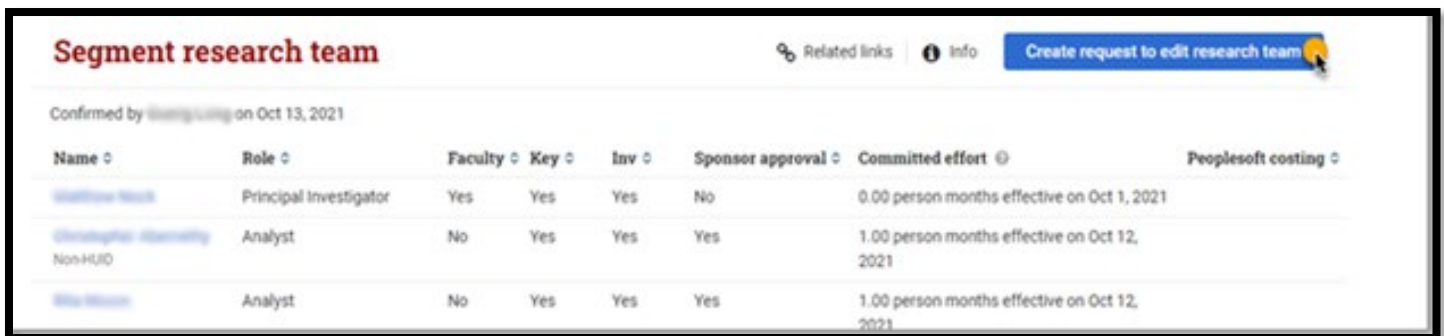 Segment research team
Related links
Info
Create request to edit research team
Confirmed by on Oct 13, 2021
Name Role Faculty Key Inv Sponsor approval Committed effort Peoplesoft costing
Principal Investigator Yes Yes Yes No 0.00 person months effective on Oct 1, 2021
Analyst No Yes Yes Yes 1.00 person months effective on Oct 12,
Non-HUID 2021
Analyst No Yes Yes Yes 1.00 person months effective on Oct 12,
2021